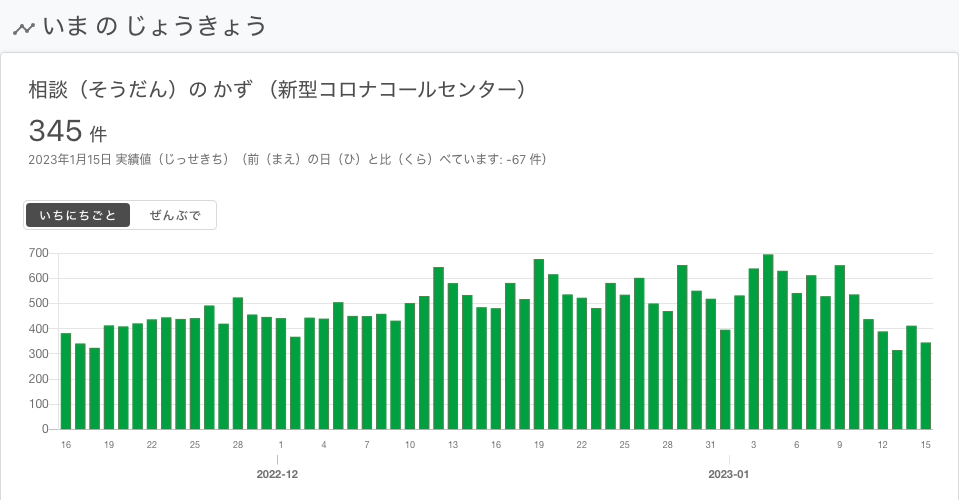 いま の じょうきょう
相談（そうだん）の かず （新型コロナコールセンター）
345 件
2023年1月15日 実績値（じっせきち）（前（まえ）の日（ひ）と比（くら）べています: -67 件）
いちにちごと ぜんぶで
700
600
500
400
300
200
100
0
16 19 22 25 28 1 4 7 10 13 16 19 22 25 28 31 3 6 9 12 15
2022-12 2023-01